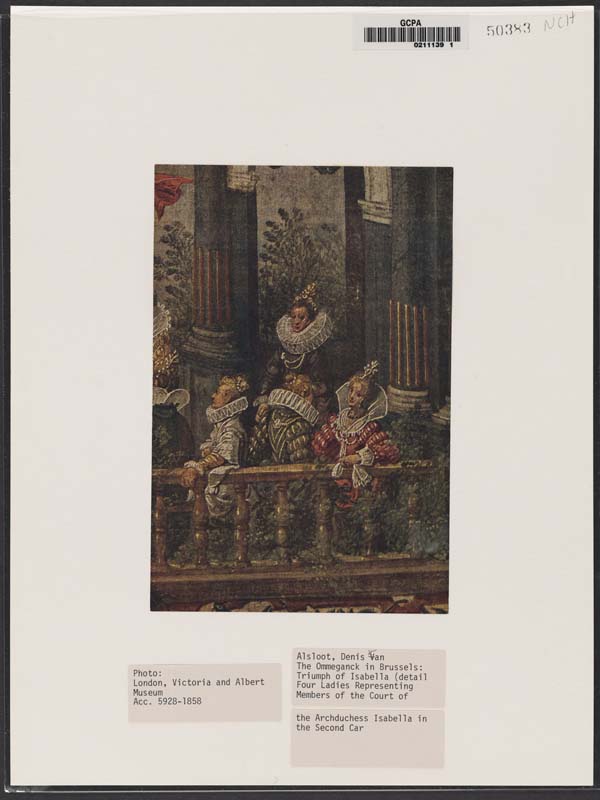 GCPA
0211139 1
50383 NCH
Photo:
London, Victoria and Albert
Museum
Acc. 5928-1858
Alsloot, Denis Van
The Ommeganck in Brussels:
Triumph of Isabella (detail
Four Ladies Representing
Members of the Court of
the Archduchess Isabella in
the Second Car